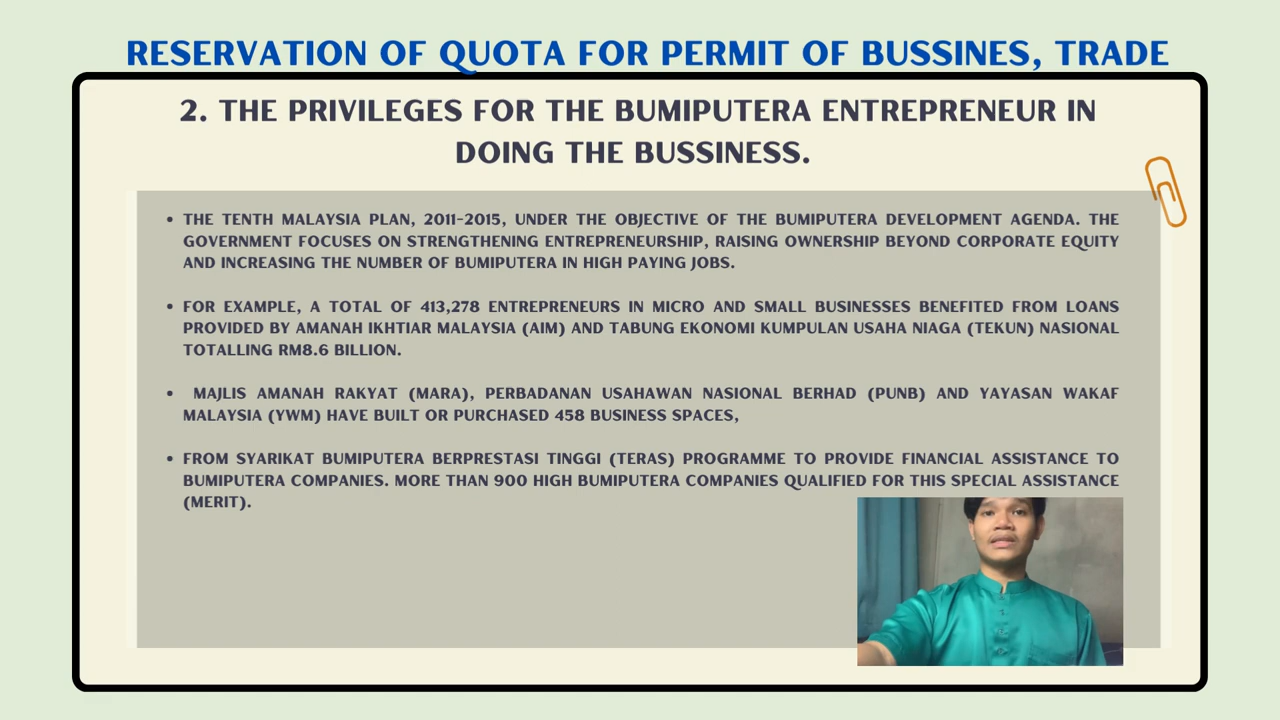 RESERVATION OF QUOTA FOR PERMIT OF BUSSINES, TRADE
2. THE PRIVILEGES FOR THE BUMIPUTERA ENTREPRENEUR IN
DOING THE BUSSINESS.
• THE TENTH MALAYSIA PLAN, 2011-2015, UNDER THE OBJECTIVE OF THE BUMIPUTERA DEVELOPMENT AGENDA. THE
GOVERNMENT FOCUSES ON STRENGTHENING ENTREPRENEURSHIP, RAISING OWNERSHIP BEYOND CORPORATE EQUITY
AND INCREASING THE NUMBER OF BUMIPUTERA IN HIGH PAYING JOBS.
• FOR EXAMPLE, A TOTAL OF 413,278 ENTREPRENEURS IN MICRO AND SMALL BUSINESSES BENEFITED FROM LOANS
PROVIDED BY AMANAH IKHTIAR MALAYSIA (AIM) AND TABUNG EKONOMI KUMPULAN USAHA NIAGA (TEKUN) NASIONAL
TOTALLING RM8.6 BILLION.
• MAJLIS AMANAH RAKYAT (MARA), PERBADANAN USAHAWAN NASIONAL BERHAD (PUNB) AND YAYASAN WAKAF
MALAYSIA (YWM) HAVE BUILT OR PURCHASED 458 BUSINESS SPACES,
• FROM SYARIKAT BUMIPUTERA BERPRESTASI TINGGI (TERAS) PROGRAMME TO PROVIDE FINANCIAL ASSISTANCE TO
BUMIPUTERA COMPANIES. MORE THAN 900 HIGH BUMIPUTERA COMPANIES QUALIFIED FOR THIS SPECIAL ASSISTANCE
(MERIT).